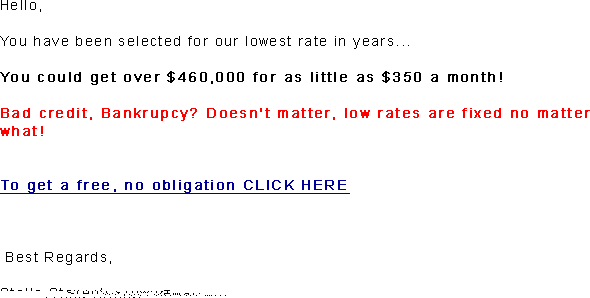 Hello,
You have been selected for our lowest rate in years...
You could get over $460,000 for as little as $350 a month!
Bad credit, Bankrupcy? Doesn't matter, low rates are fixed no matter
what!
To get a free, no obligation CLICK HERE
Best Regards,